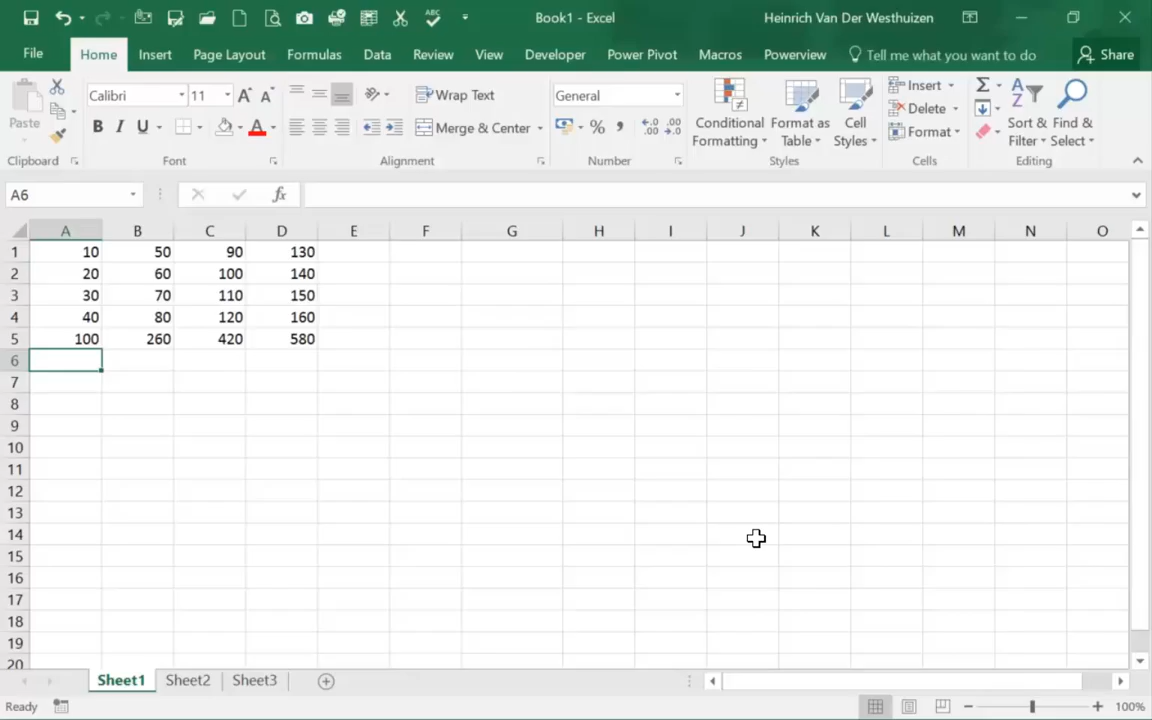 Book1 - Excel
Heinrich Van Der Westhuizen
File Home Insert Page Layout Formulas Data Review View Developer Power Pivot Macros Powerview Tell me what you want to do Share
Paste
Calibri 11 A A
Wrap Text
General
Conditional Formatting
Format as Table
Cell Styles
Insert
Delete
Format
Σ
A Z
Sort & Filter
Find & Select
B I U A
Merge & Center
% , .00 .0
Clipboard Font Alignment Number Styles Cells Editing
A6 fx
A B C D E F G H I J K L M N O
1 10 50 90 130
2 20 60 100 140
3 30 70 110 150
4 40 80 120 160
5 100 260 420 580
6
7
8
9
10
11
12
13
14
15
16
17
18
19
20
Sheet1 Sheet2 Sheet3
Ready 100%